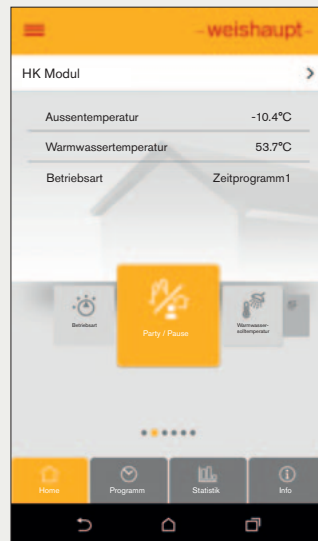 -weishaupt-
HK Modul
Aussentemperatur -10.4°C
Warmwassertemperatur 53.7°C
Betriebsart Zeitprogramm1
Betriebsart
Party / Pause
Warmwasser-
solltemperatur
Home Programm Statistik Info